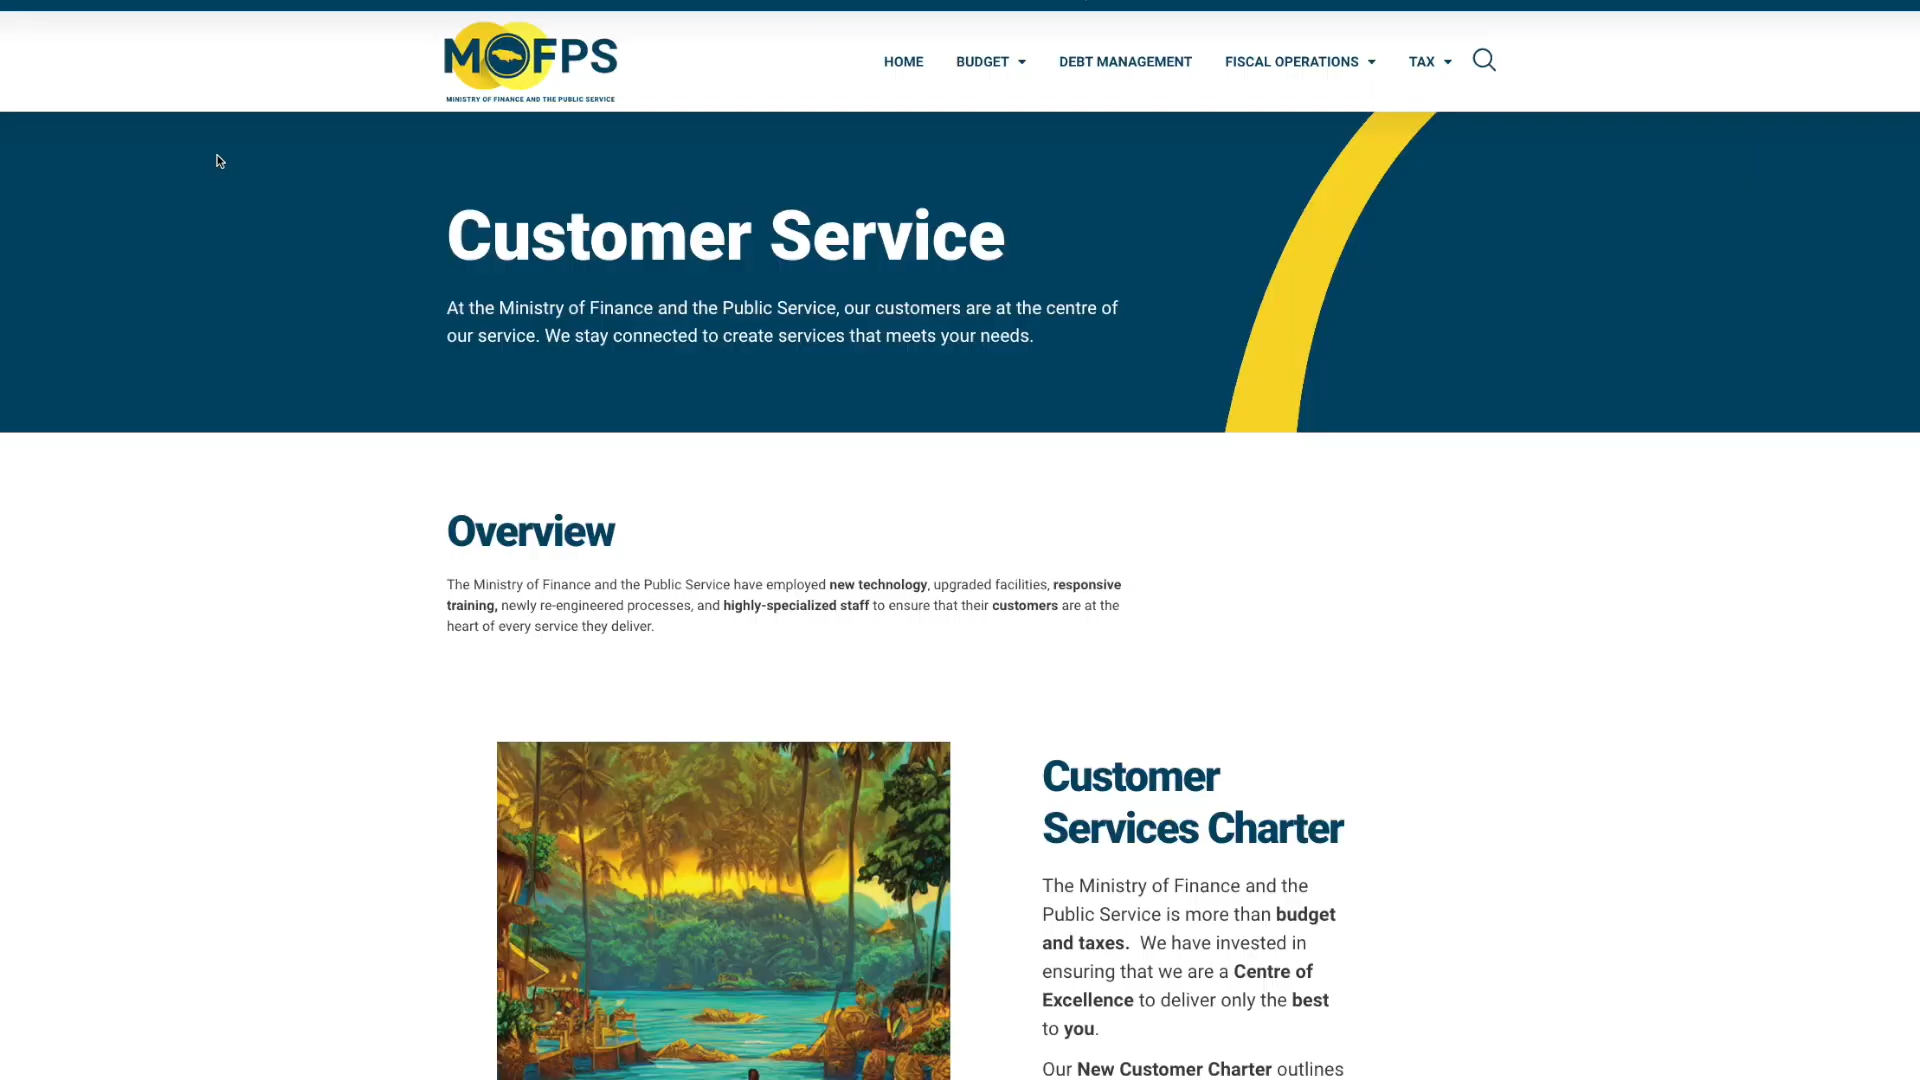 MOFPS
MINISTRY OF FINANCE AND THE PUBLIC SERVICE
HOME BUDGET DEBT MANAGEMENT FISCAL OPERATIONS TAX
Customer Service
At the Ministry of Finance and the Public Service, our customers are at the centre of
our service. We stay connected to create services that meets your needs.
Overview
The Ministry of Finance and the Public Service have employed new technology, upgraded facilities, responsive
training, newly re-engineered processes, and highly-specialized staff to ensure that their customers are at the
heart of every service they deliver.
Customer
Services Charter
The Ministry of Finance and the
Public Service is more than budget
and taxes. We have invested in
ensuring that we are a Centre of
Excellence to deliver only the best
to you.
Our New Customer Charter outlines